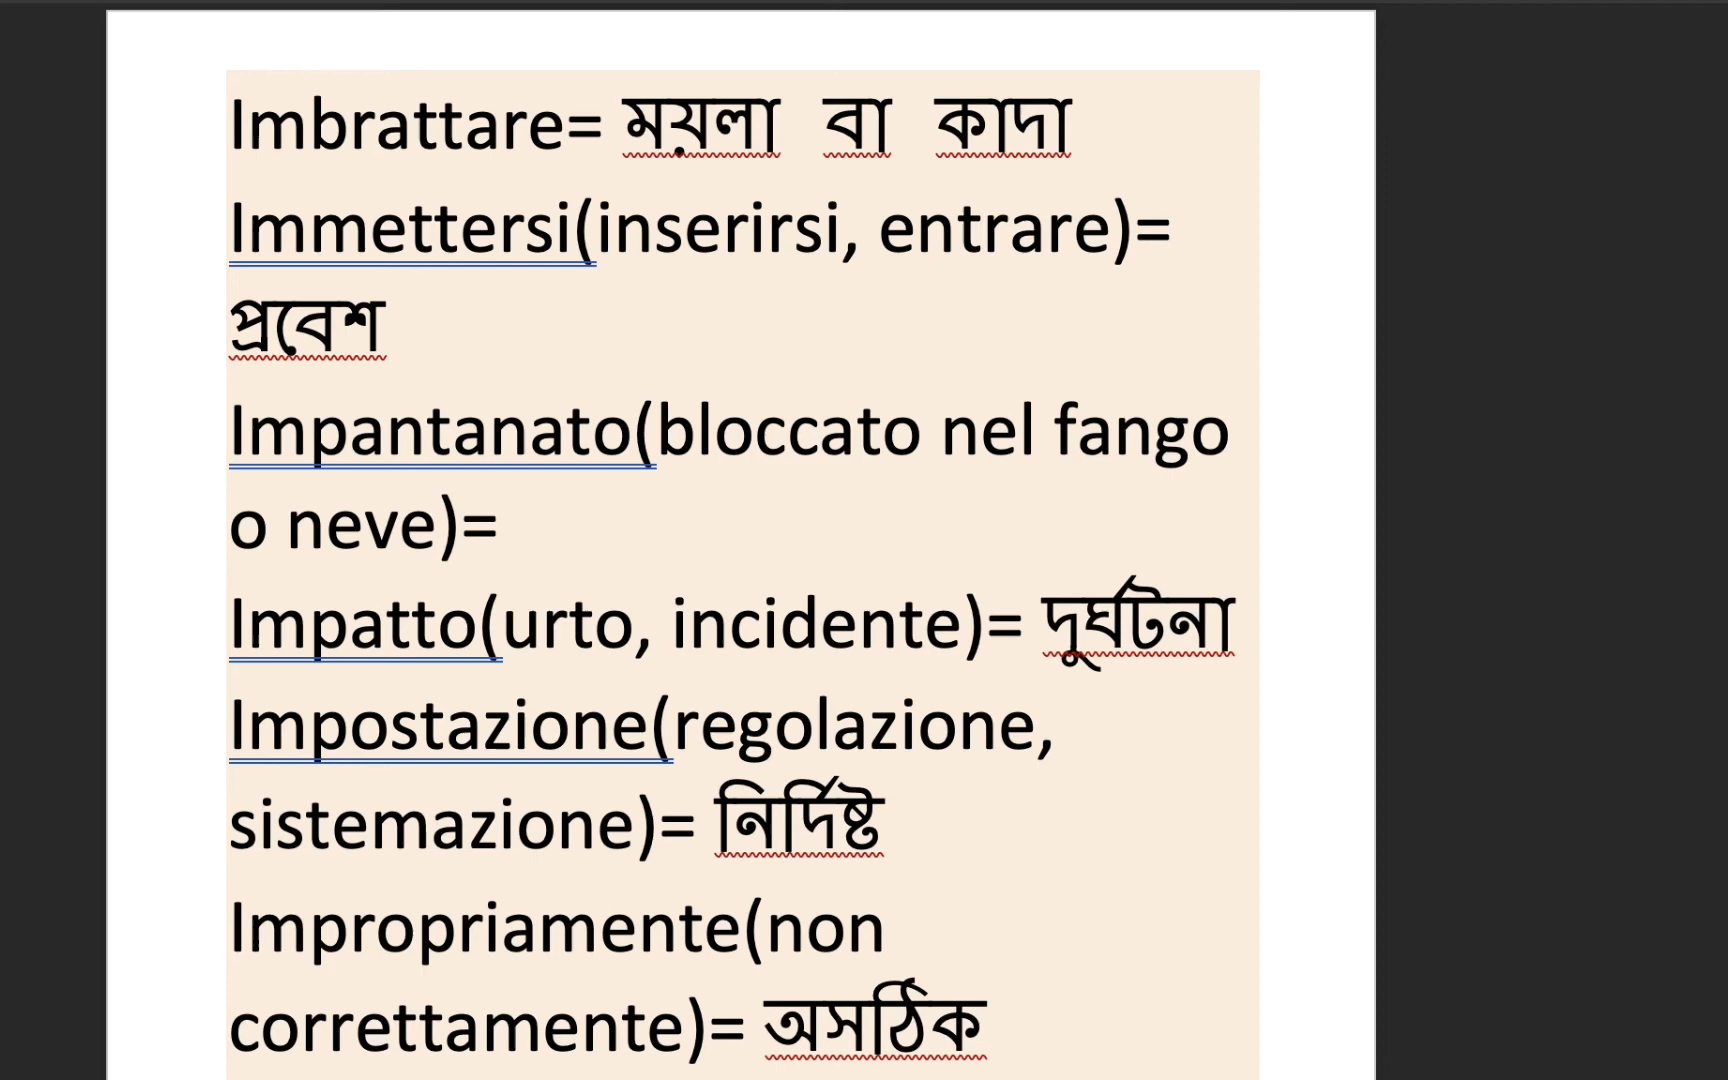 Imbrattare= ময়লা বা কাদা
Immettersi(inserirsi, entrare)=
প্রবেশ
Impantanato(bloccato nel fango
o neve)=
Impatto(urto, incidente)= দুর্ঘটনা
Impostazione(regolazione,
sistemazione)= নির্দিষ্ট
Impropriamente(non
correttamente)= অসঠিক